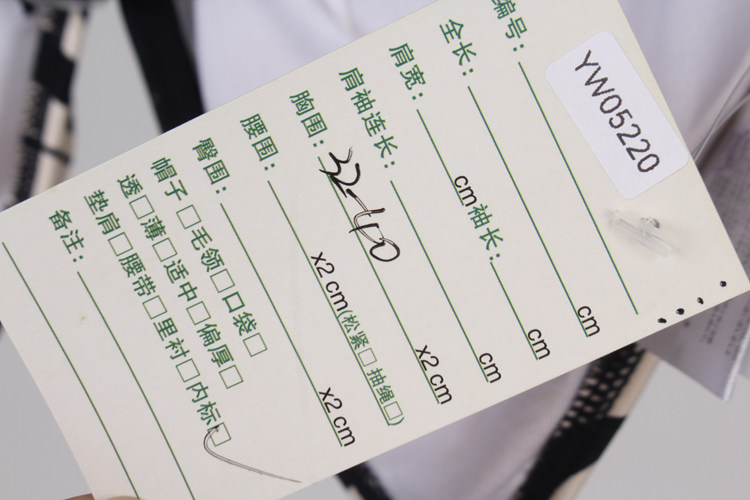 编号： YW05220
全长： cm
肩宽： cm 袖长： cm
肩袖连长： cm
胸围： 32-40 x2 cm
腰围： x2 cm(松紧□ 抽绳□)
臀围： x2 cm
帽子□毛领□口袋□
透□薄□适中□偏厚□
垫肩□腰带□里衬□内标□
备注：